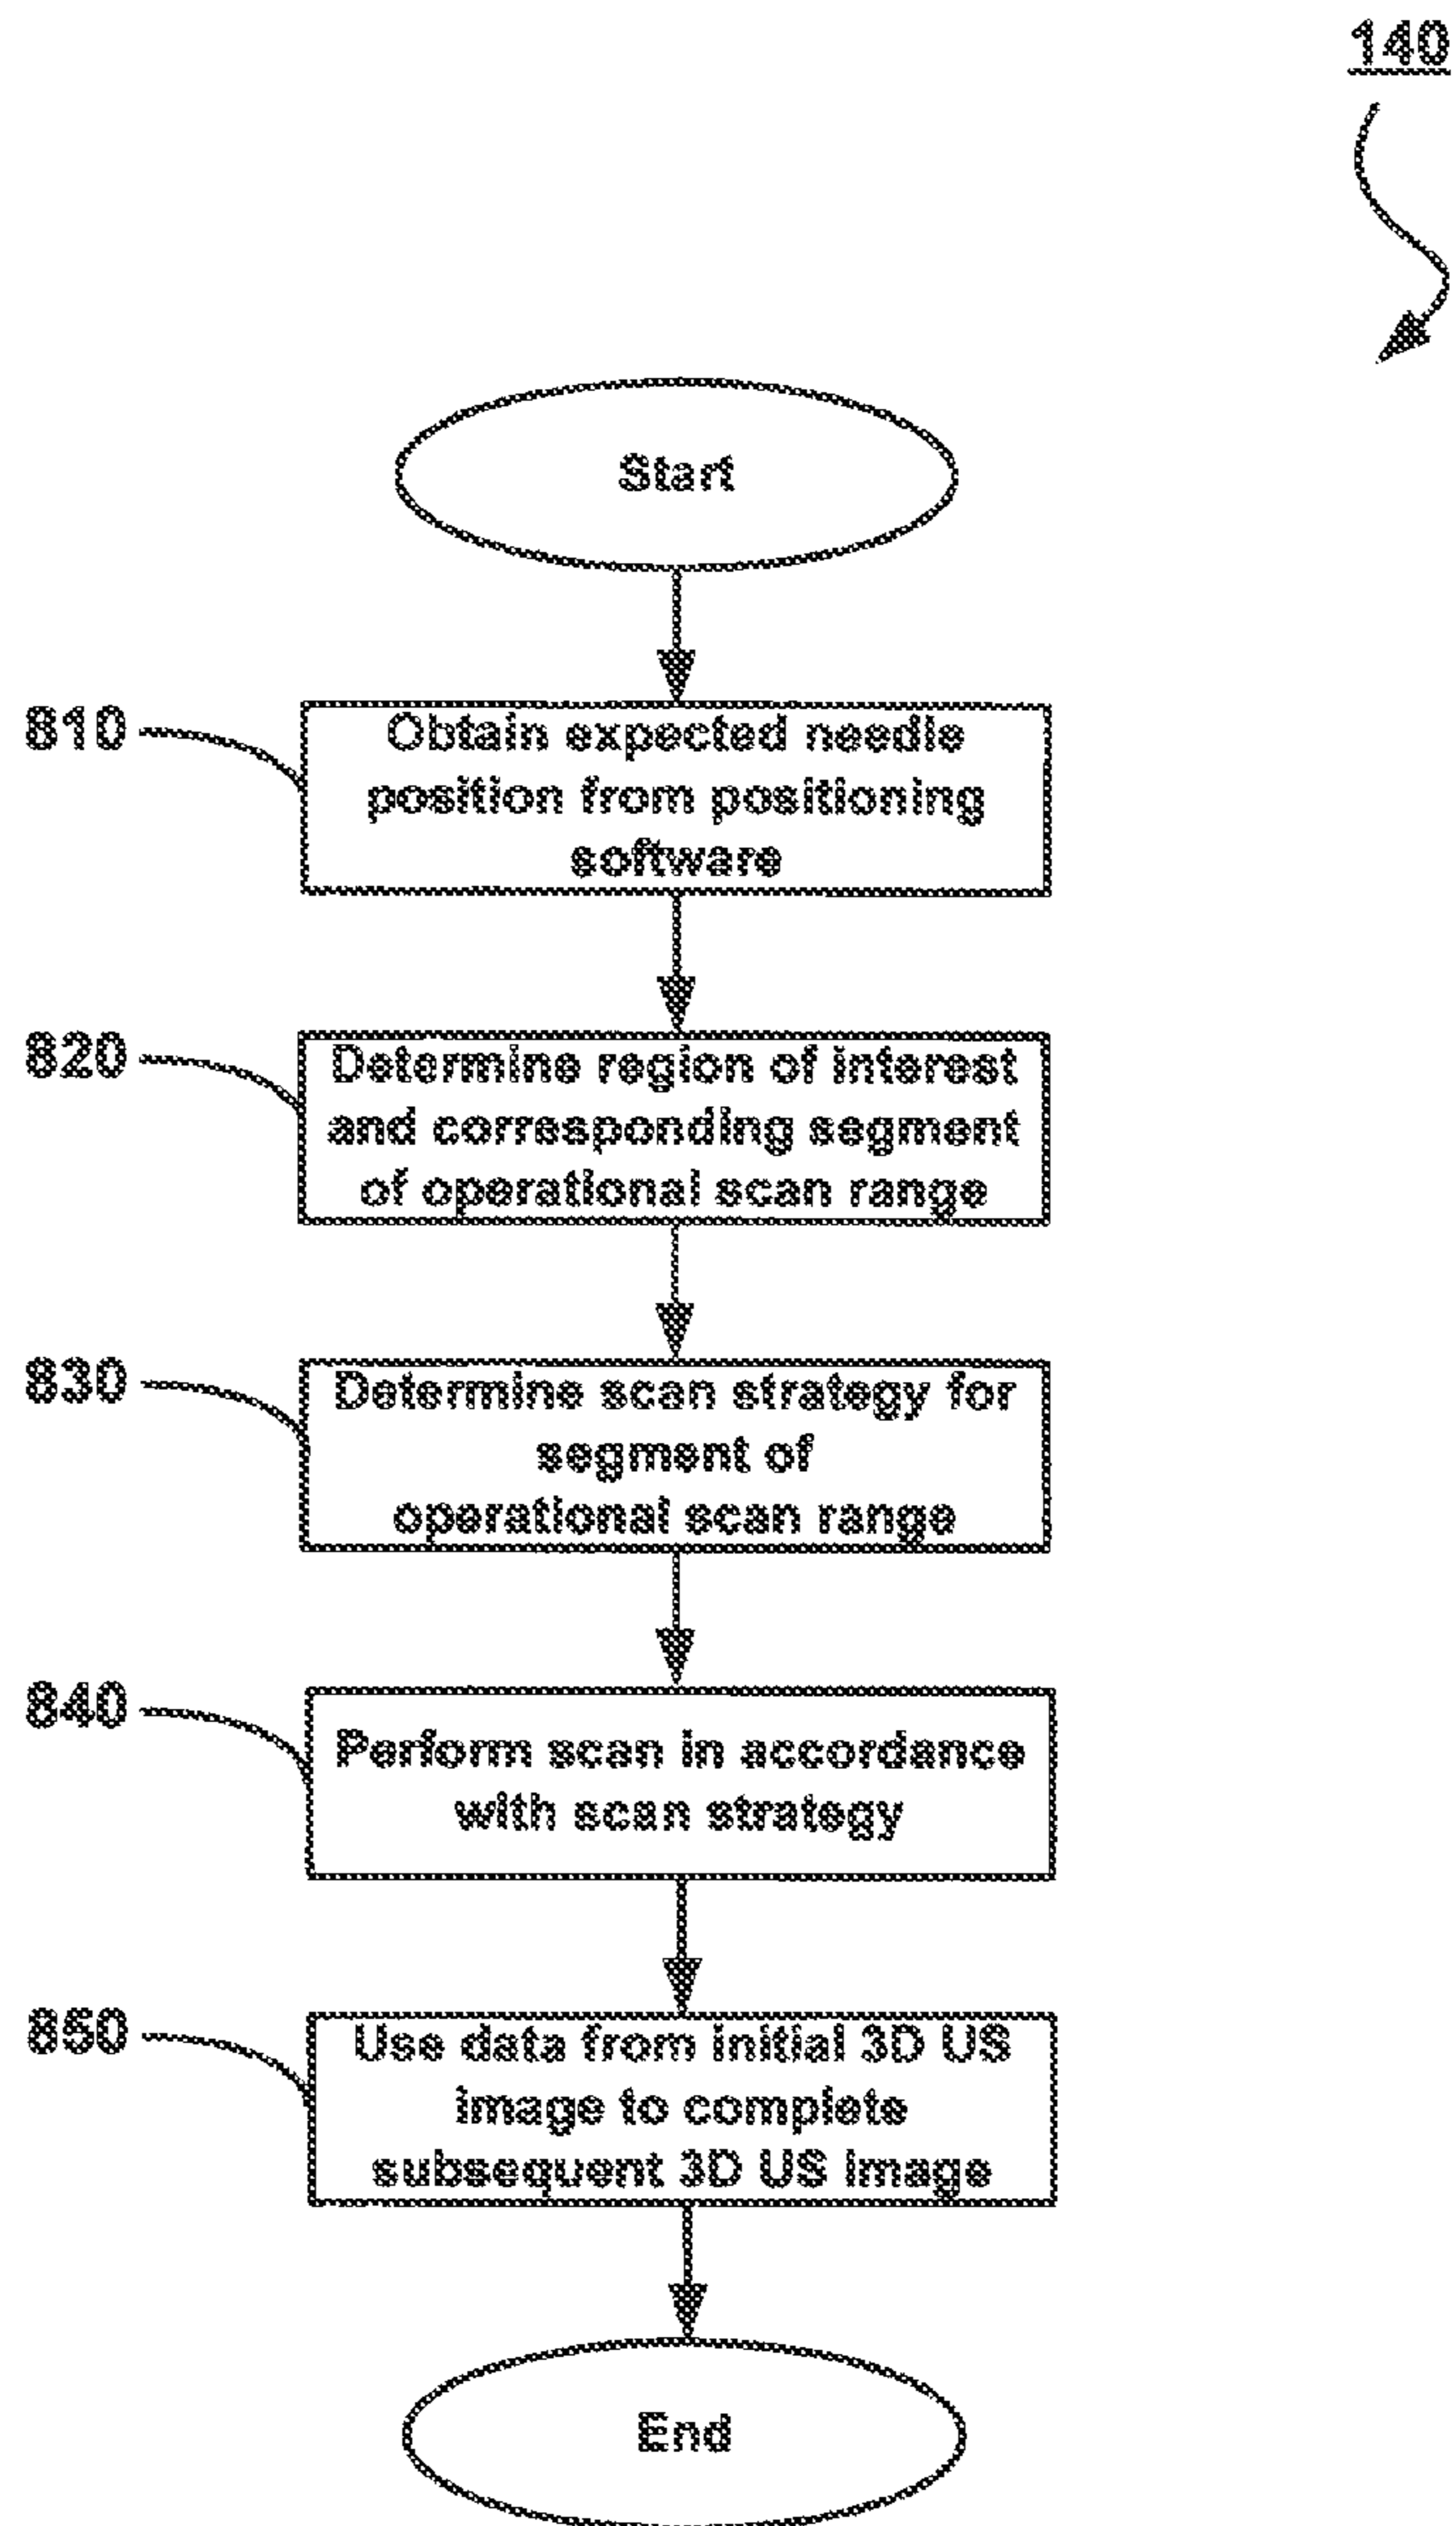 140
Start
810
Obtain expected needle
position from positioning
software
820
Determine region of interest
and corresponding segment
of operational scan range
830
Determine scan strategy for
segment of
operational scan range
840
Perform scan in accordance
with scan strategy
850
Use data from initial 3D US
image to complete
subsequent 3D US image
End